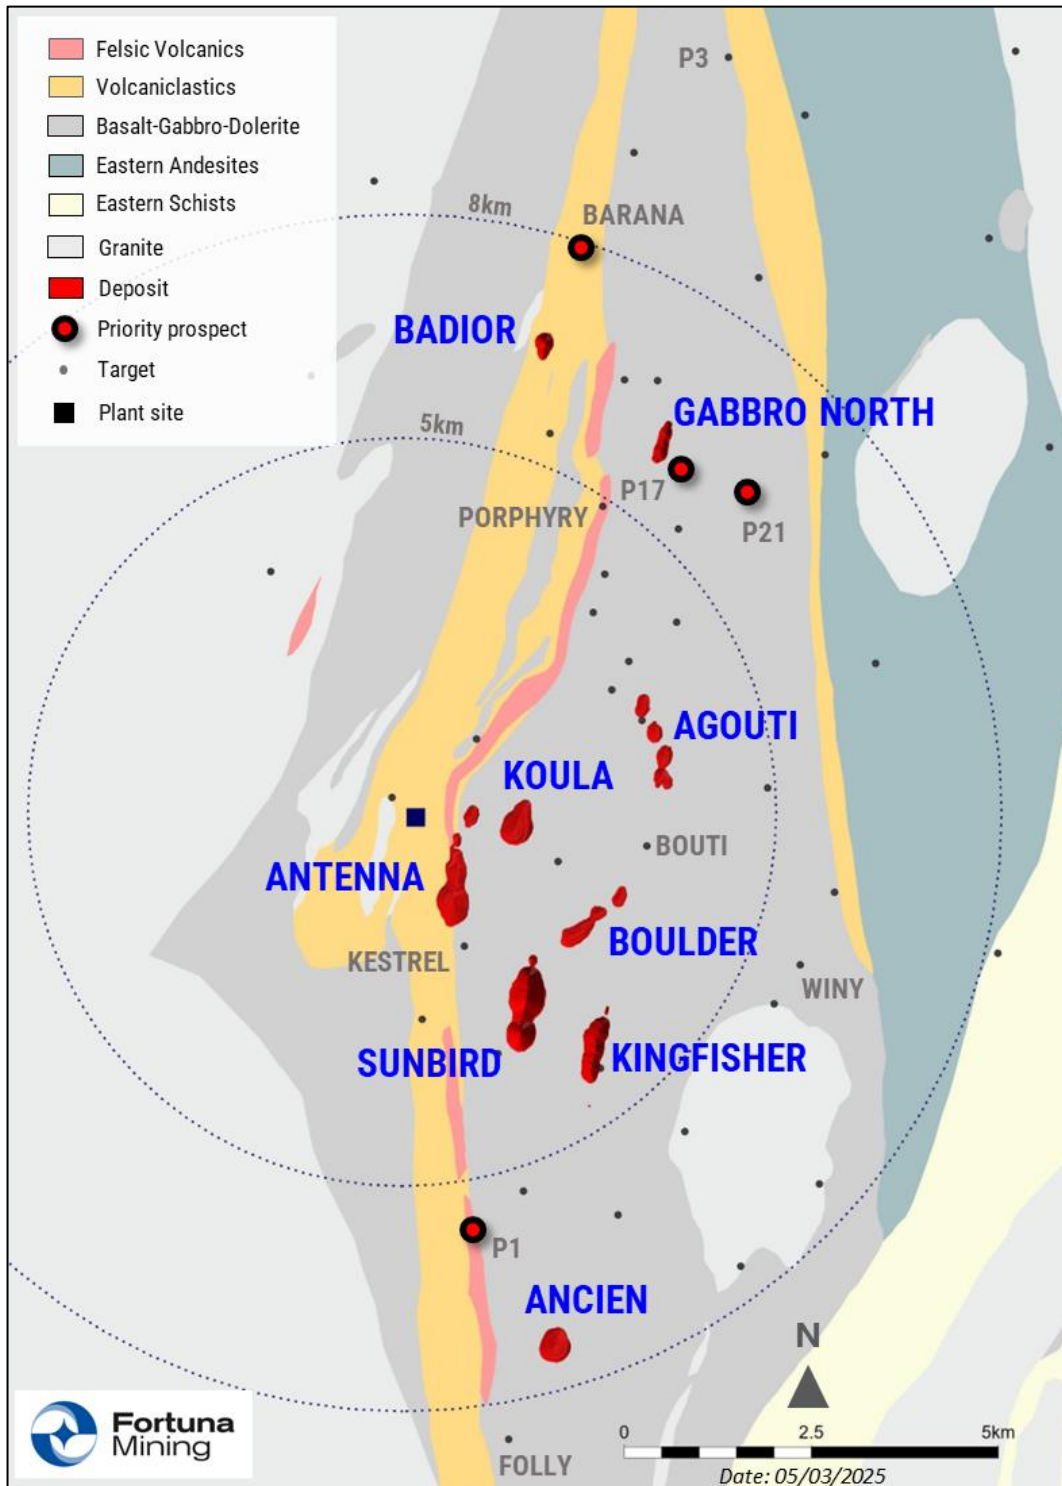 Felsic Volcanics
Volcaniclastics
Basalt-Gabbro-Dolerite
Eastern Andesites
Eastern Schists
Granite
Deposit
Priority prospect
Target
Plant site
P3
8km
BARANA
BADIOR
GABBRO NORTH
5km
P17
PORPHYRY
P21
AGOUTI
KOULA
BOUTI
ANTENNA
BOULDER
KESTREL
WINY
SUNBIRD
KINGFISHER
P1
ANCIEN
N
Fortuna
Mining
0 2.5 5km
FOLLY
Date: 05/03/2025